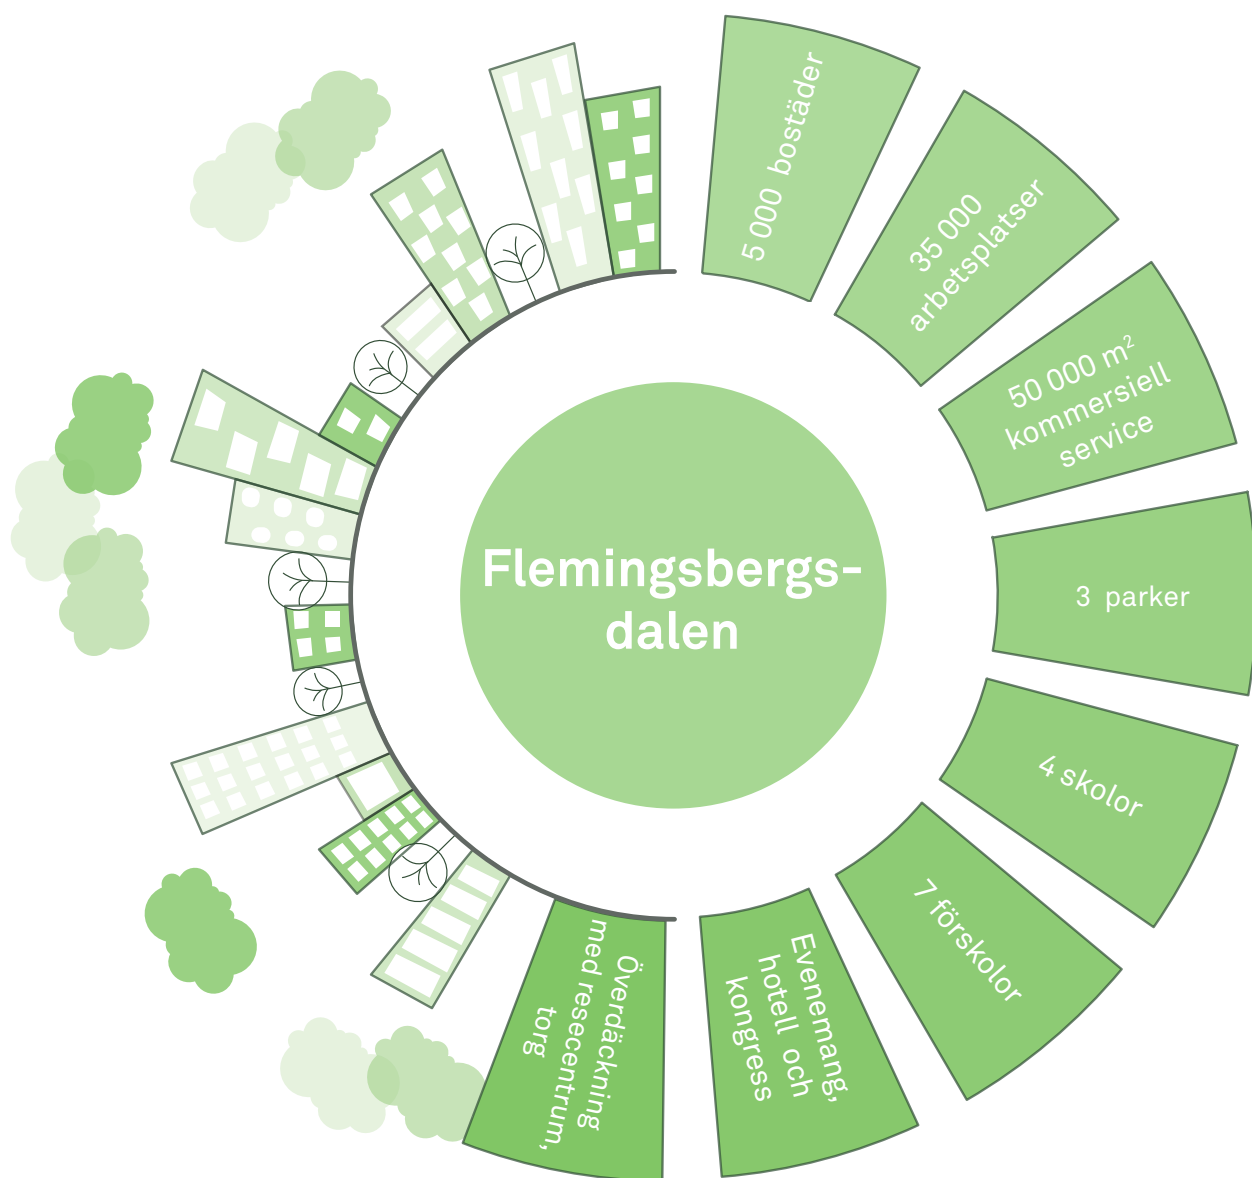 Flemingsbergs-
dalen
5 000 bostäder
35 000
arbetsplatser
50 000 m²
kommersiell
service
3 parker
4 skolor
7 förskolor
Evenemang,
hotell och
kongress
Överdäckning
med resecentrum,
torg